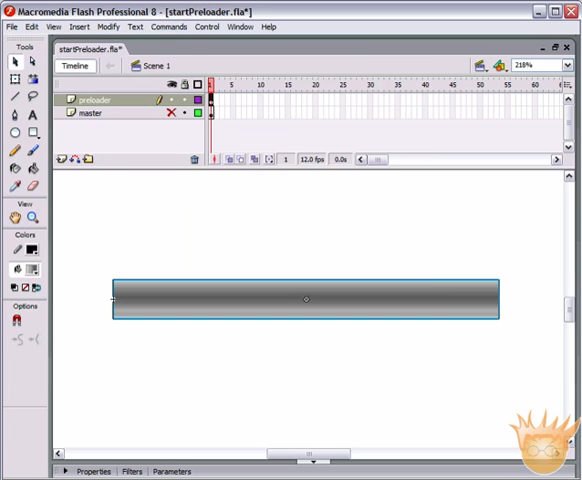 Macromedia Flash Professional 8 - [startPreloader.fla*]
File Edit View Insert Modify Text Commands Control Window Help
Tools
startPreloader.fla*
Timeline Scene 1 218%
1 5 10 15 20 25 30 35 40 45 50 55 60 65
preloader
master
1 12.0 fps 0.0s
View
Colors
Options
Properties Filters Parameters